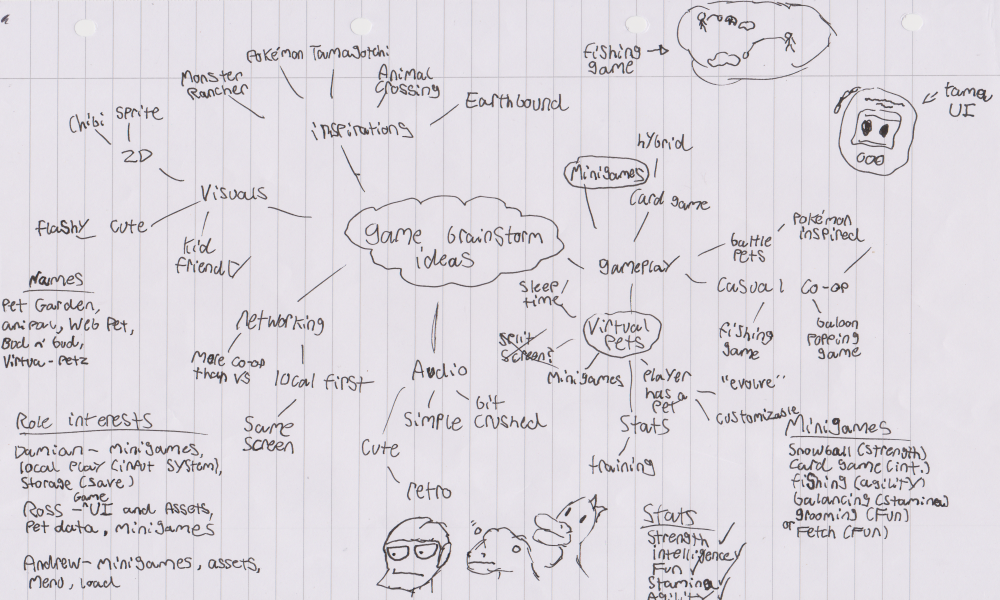 Pokémon Tamagotchi
Monster
Rancher
Animal
Crossing
Earthbound
inspirations
fishing
game
tama
UI
Chibi
Sprite
2D
Visuals
flashy
cute
kid
friendly
hybrid
Minigames
Card game
game brainstorm
ideas
gameplay
battle
pets
Pokémon
inspired
Casual
Co-op
fishing
game
baloon
popping
game
Sleep/
time
Virtual
Pets
Split
Screen?
Minigames
player
has a
pet
"evolve"
customizable
Stats
training
Names
Pet Garden,
Web Pet,
Bud n' bud,
Virtua-Petz
networking
More co-op
than vs
local first
Same
Screen
Audio
Simple
bit
crushed
Cute
retro
Role interests
Damian - Minigames,
local play (input system),
Storage (save)
Game
Ross - UI and Assets,
Pet data, minigames
Andrew - minigames, assets,
Menu, load
Stats
Strength
intelligence
Fun
Stamina
Agility
Minigames
Snowball (strength)
Card game (int.)
fishing (agility)
balancing (stamina)
grooming (fun)
or Fetch (fun)